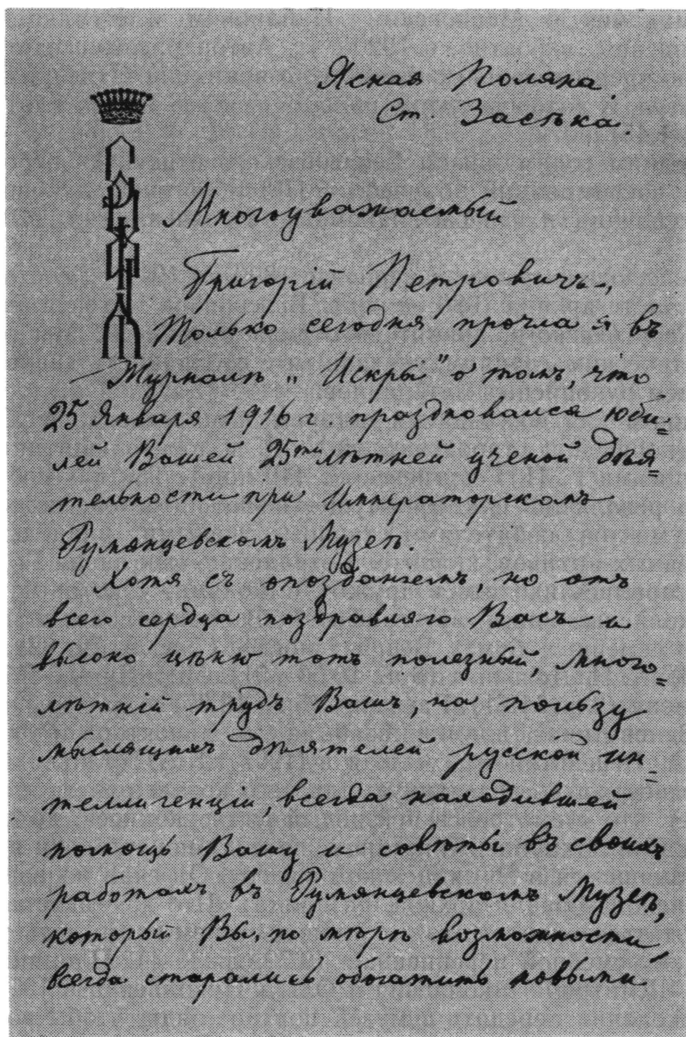 Ясная Поляна.
Ст. Засѣка.
СОФІЯ
Многоуважаемый
Григорій Петровичъ,
Только сегодня прочла я въ
Журналѣ „Искры" о томъ, что
25 Января 1916 г. праздновался юби=
лей Вашей 25ти лѣтней ученой дѣя=
тельности при Императорскомъ
Румянцевскомъ Музеѣ.
Хотя съ опозданіемъ, но отъ
всего сердца поздравляю Васъ и
высоко цѣню тотъ полезный, много=
лѣтній трудъ Вашъ, на пользу
мыслящихъ дѣятелей русской ин=
теллигенціи, всегда находившей
помощь Вашу и совѣты въ своихъ
работахъ въ Румянцевскомъ Музеѣ,
который Вы, по мѣрѣ возможности,
всегда старались обогатить новыми